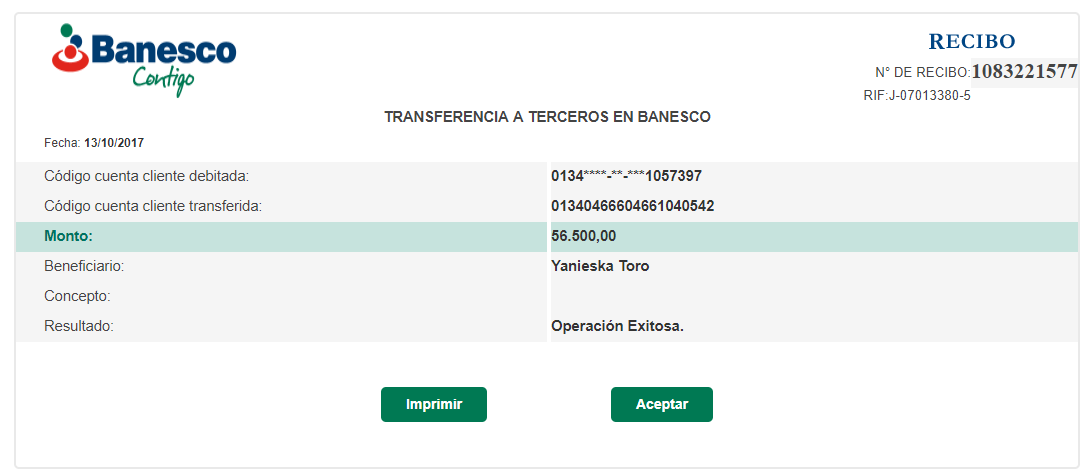 Banesco
Contigo
RECIBO
N° DE RECIBO:1083221577
RIF:J-07013380-5
TRANSFERENCIA A TERCEROS EN BANESCO
Fecha: 13/10/2017
Código cuenta cliente debitada: 0134****-**-***1057397
Código cuenta cliente transferida: 01340466604661040542
Monto: 56.500,00
Beneficiario: Yanieska Toro
Concepto:
Resultado: Operación Exitosa.
Imprimir Aceptar